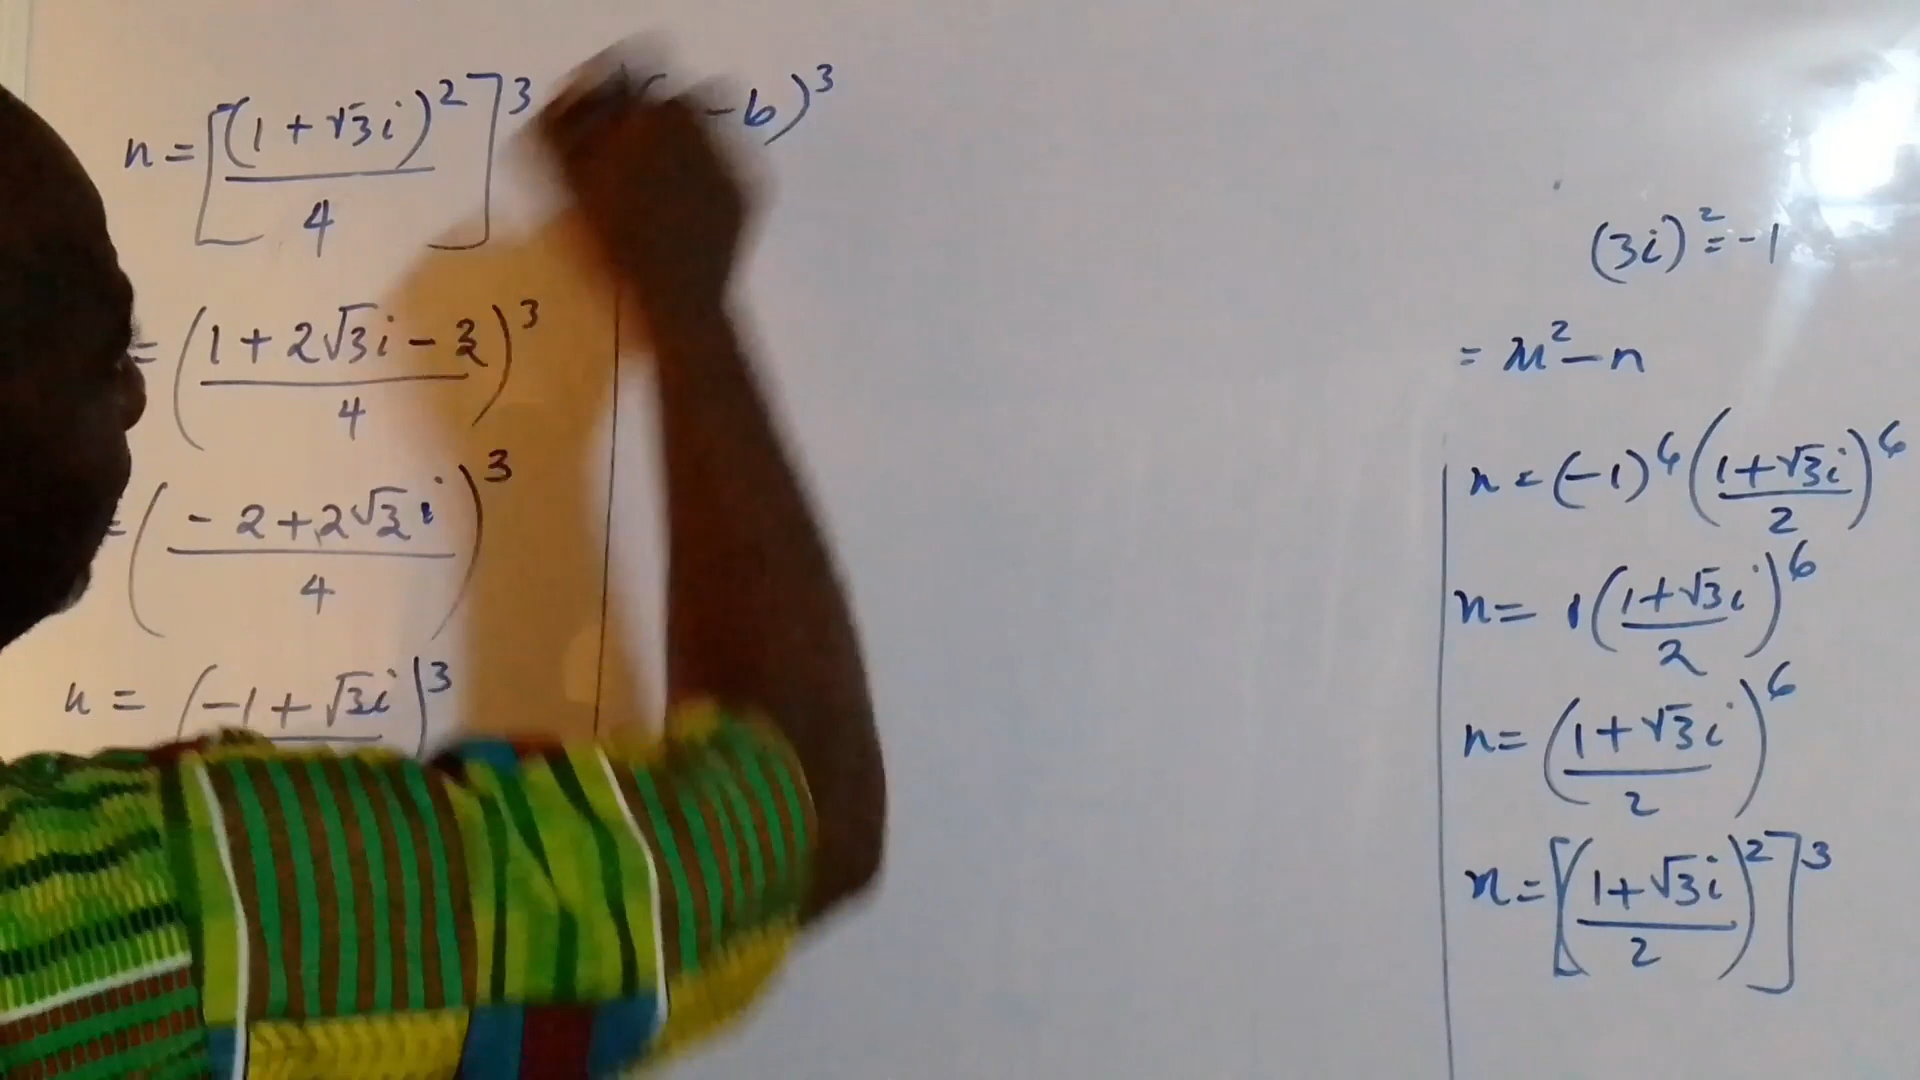 n = [(1 + √3i)²/4]³
-b)³
= (1 + 2√3i - 3/4)³
= (-2 + 2√3i/4)³
n = (-1 + √3i)³
(3i)² = -1
= m² - n
n = (-1)⁶(1 + √3i/2)⁶
n = 1(1 + √3i/2)⁶
n = (1 + √3i/2)⁶
n = [(1 + √3i/2)²]³